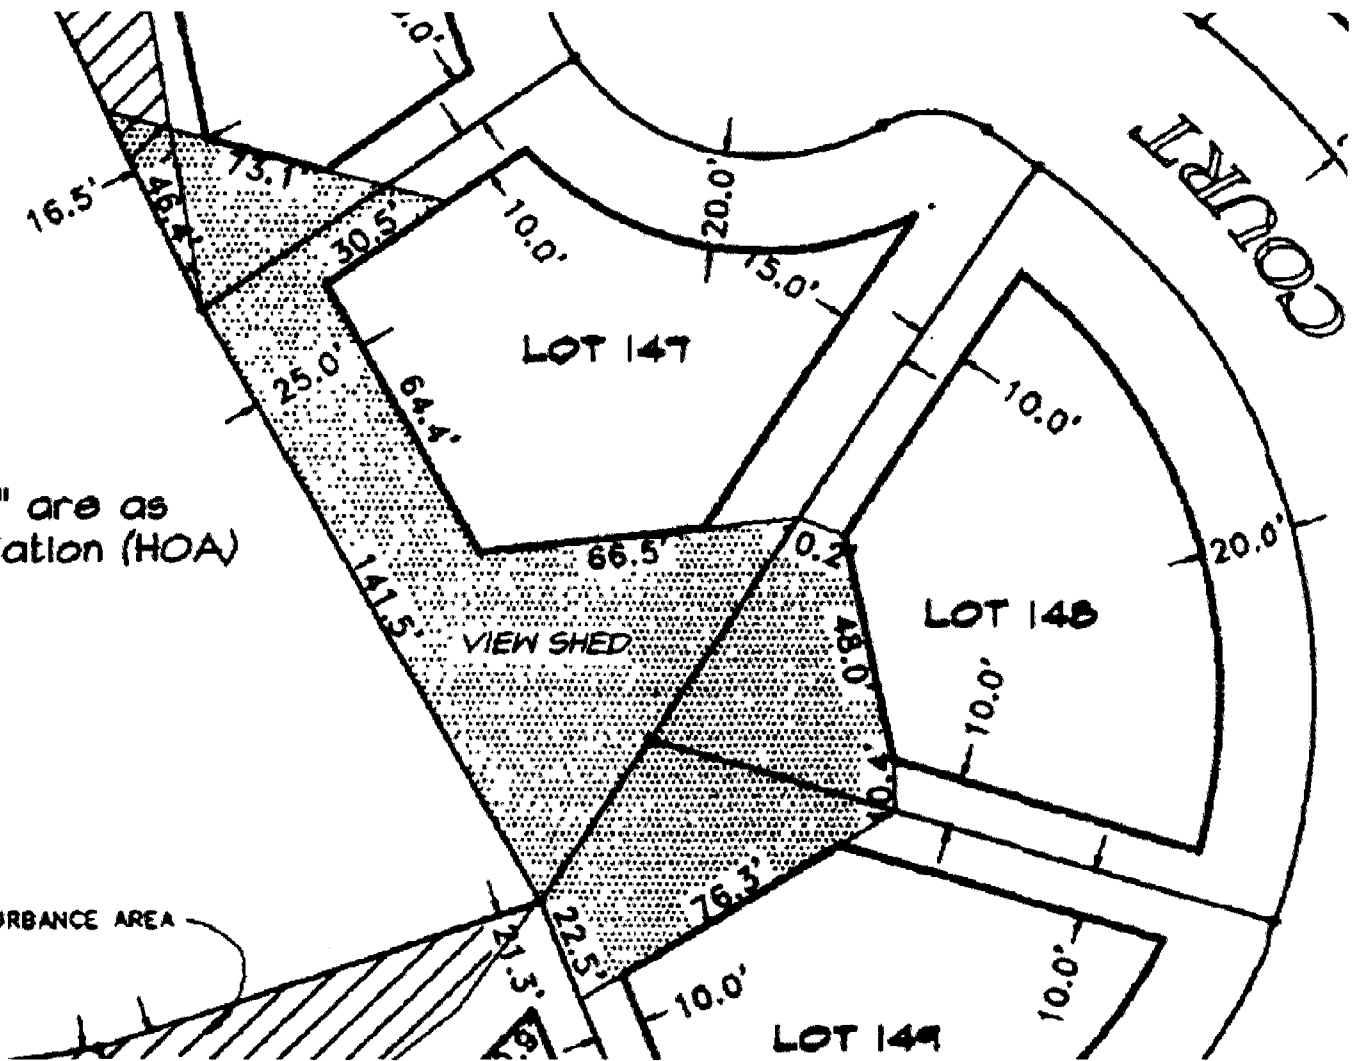 .0'
COURT
73.1'
16.5'
46.4'
30.5'
10.0'
20.0'
15.0'
LOT 147
10.0'
25.0'
64.4'
" are as
ation (HOA)
66.5'
0.2'
20.0'
141.5'
VIEW SHED
LOT 148
48.0'
10.0'
0.4'
76.3'
URBANCE AREA
22.5'
21.3'
10.0'
10.0'
LOT 149